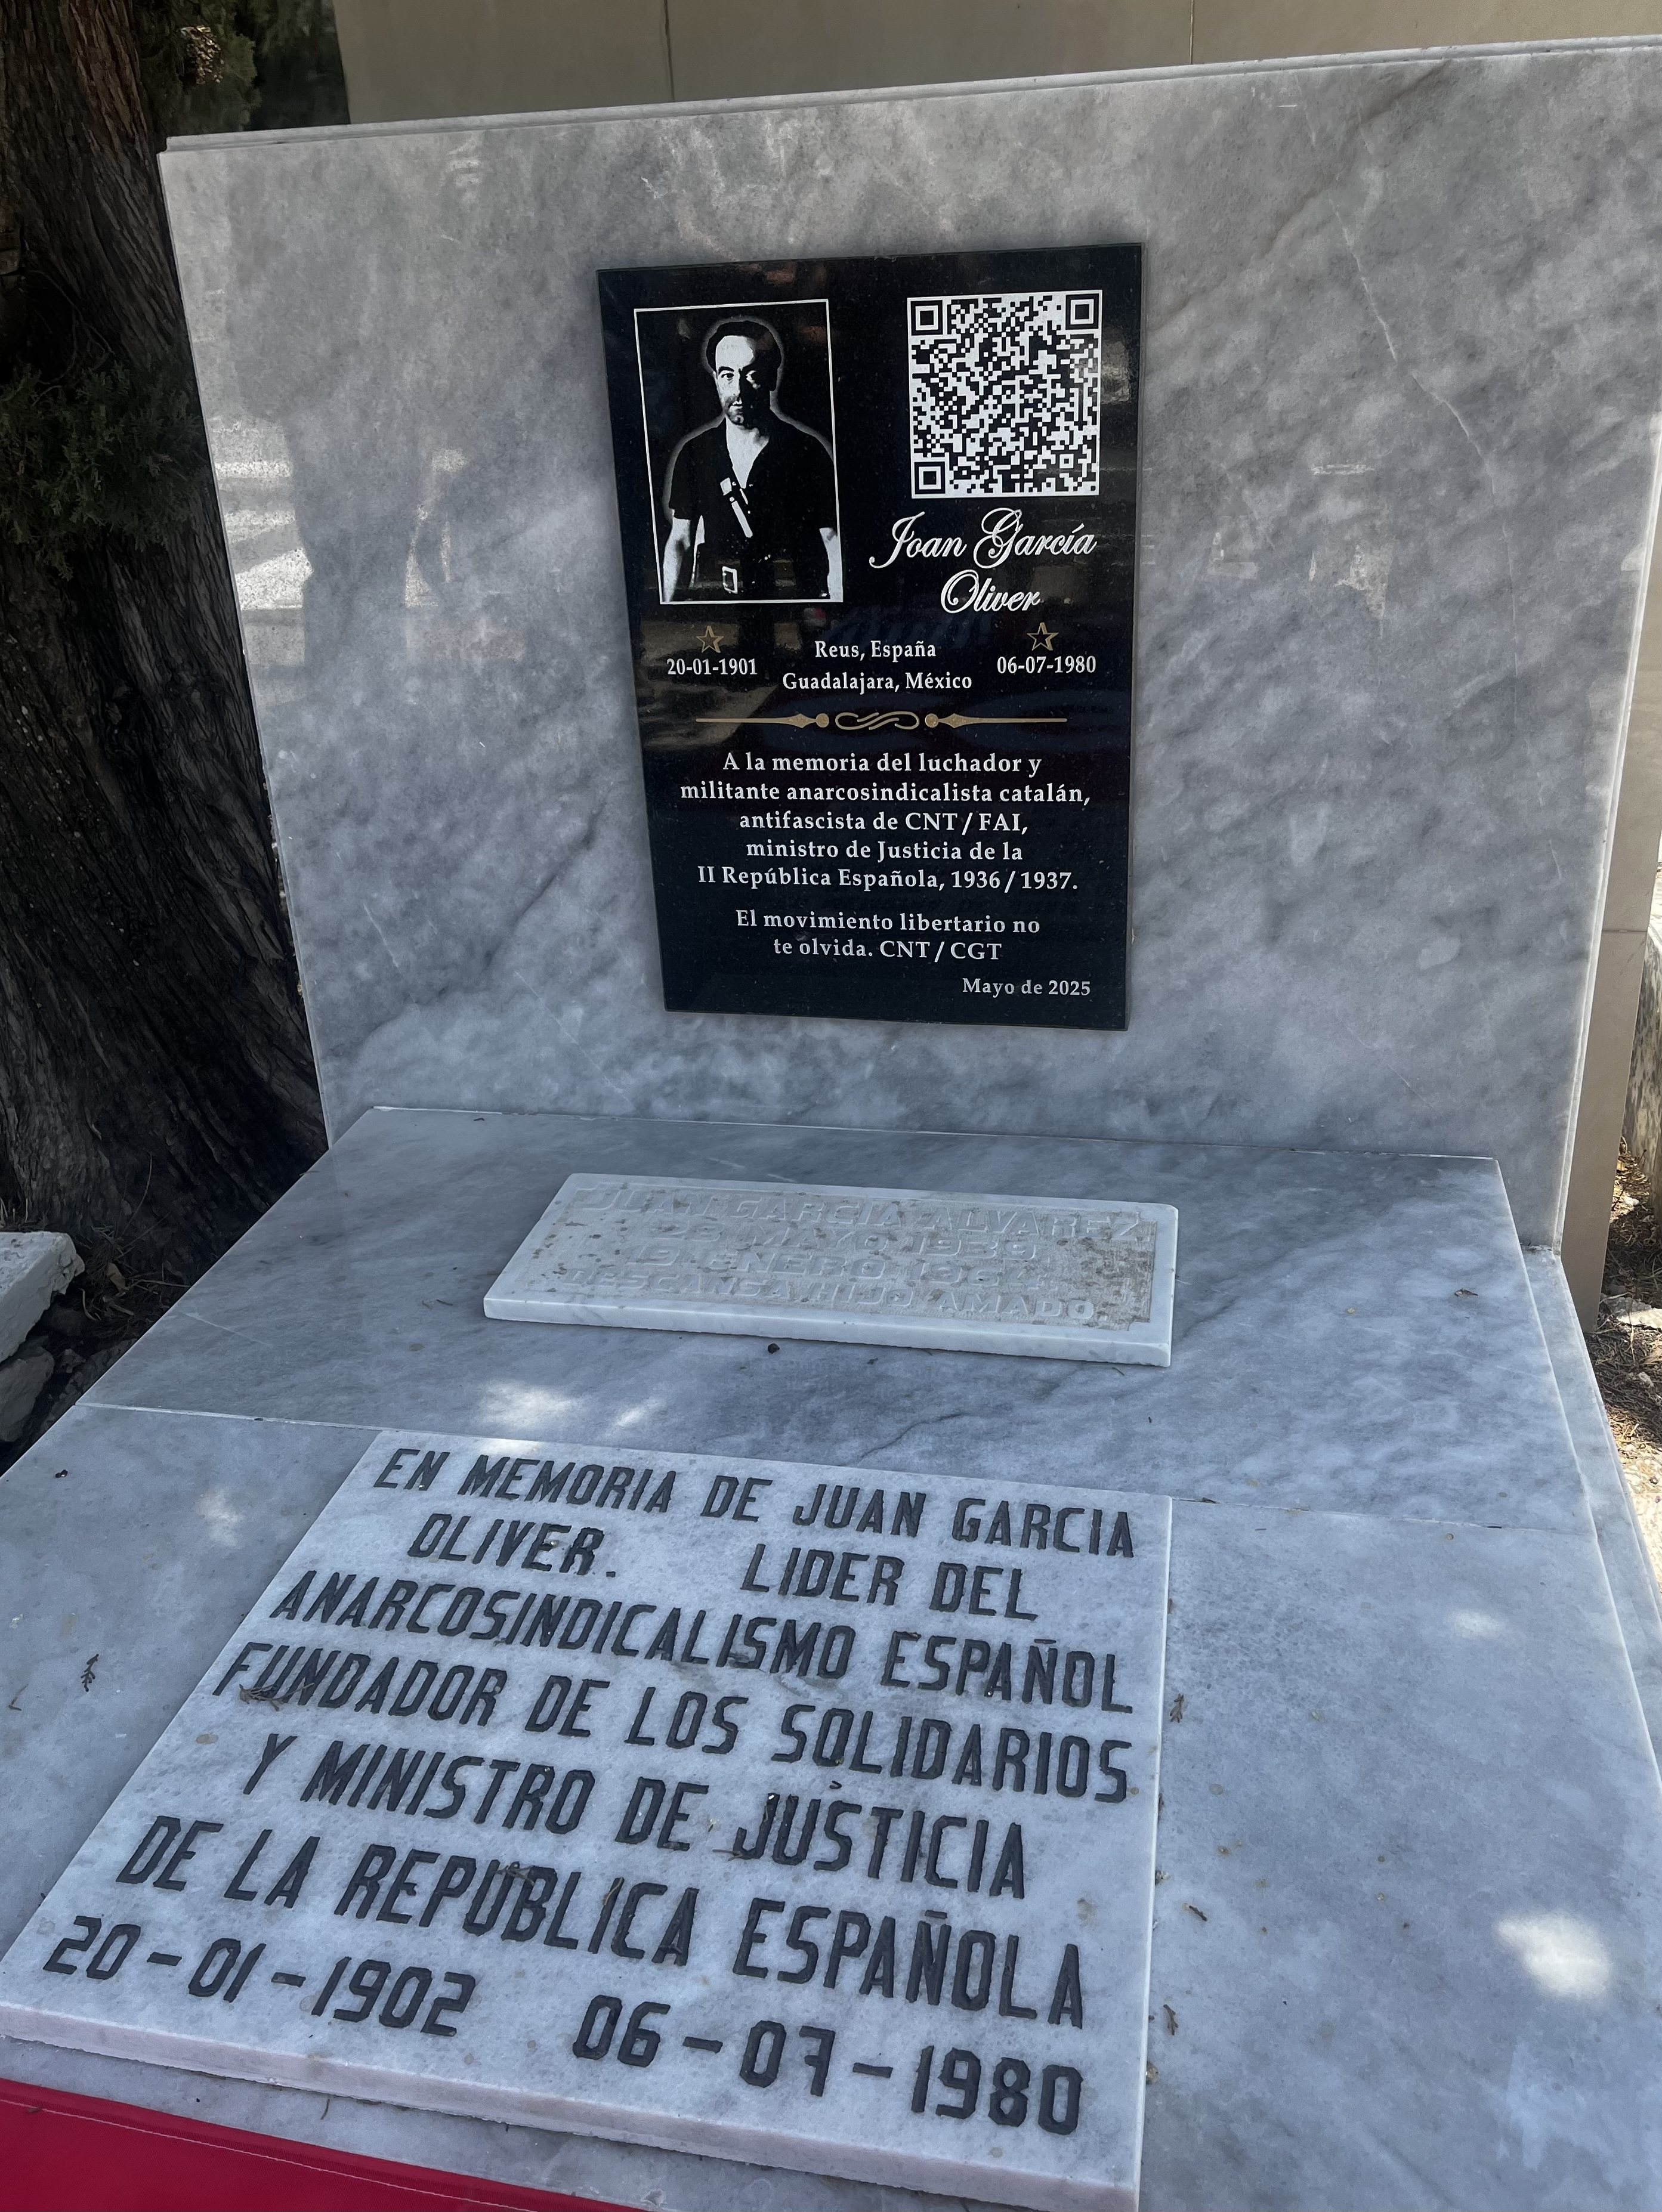 Joan García
Oliver
20-01-1901
Reus, España
Guadalajara, México
06-07-1980
A la memoria del luchador y
militante anarcosindicalista catalán,
antifascista de CNT/FAI,
ministro de Justicia de la
II República Española, 1936/1937.
El movimiento libertario no
te olvida. CNT/CGT
Mayo de 2025
JUAN GARCIA ALVAREZ
23 MAYO 1939
19 ENERO 1964
DESCANSA HIJO AMADO
EN MEMORIA DE JUAN GARCIA
OLIVER. LIDER DEL
ANARCOSINDICALISMO ESPAÑOL
FUNDADOR DE LOS SOLIDARIOS
Y MINISTRO DE JUSTICIA
DE LA REPUBLICA ESPAÑOLA
20-01-1902 06-07-1980